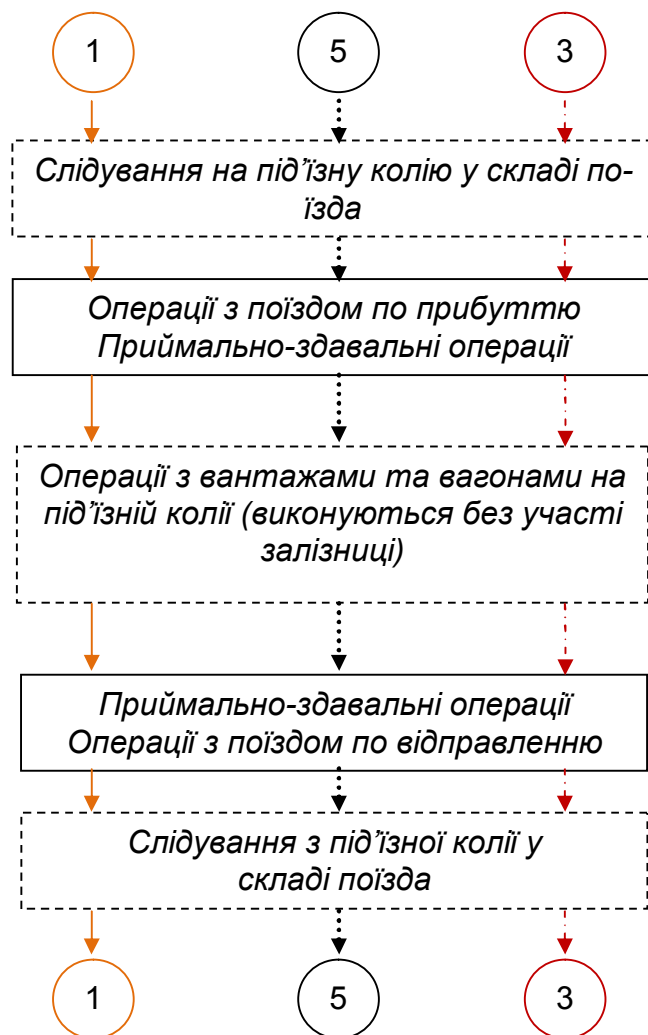 1 5 3
Слідування на під’їзну колію у складі по-
їзда
Операції з поїздом по прибуттю
Приймально-здавальні операції
Операції з вантажами та вагонами на
під’їзній колії (виконуються без участі
залізниці)
Приймально-здавальні операції
Операції з поїздом по відправленню
Слідування з під’їзної колії у
складі поїзда
1 5 3